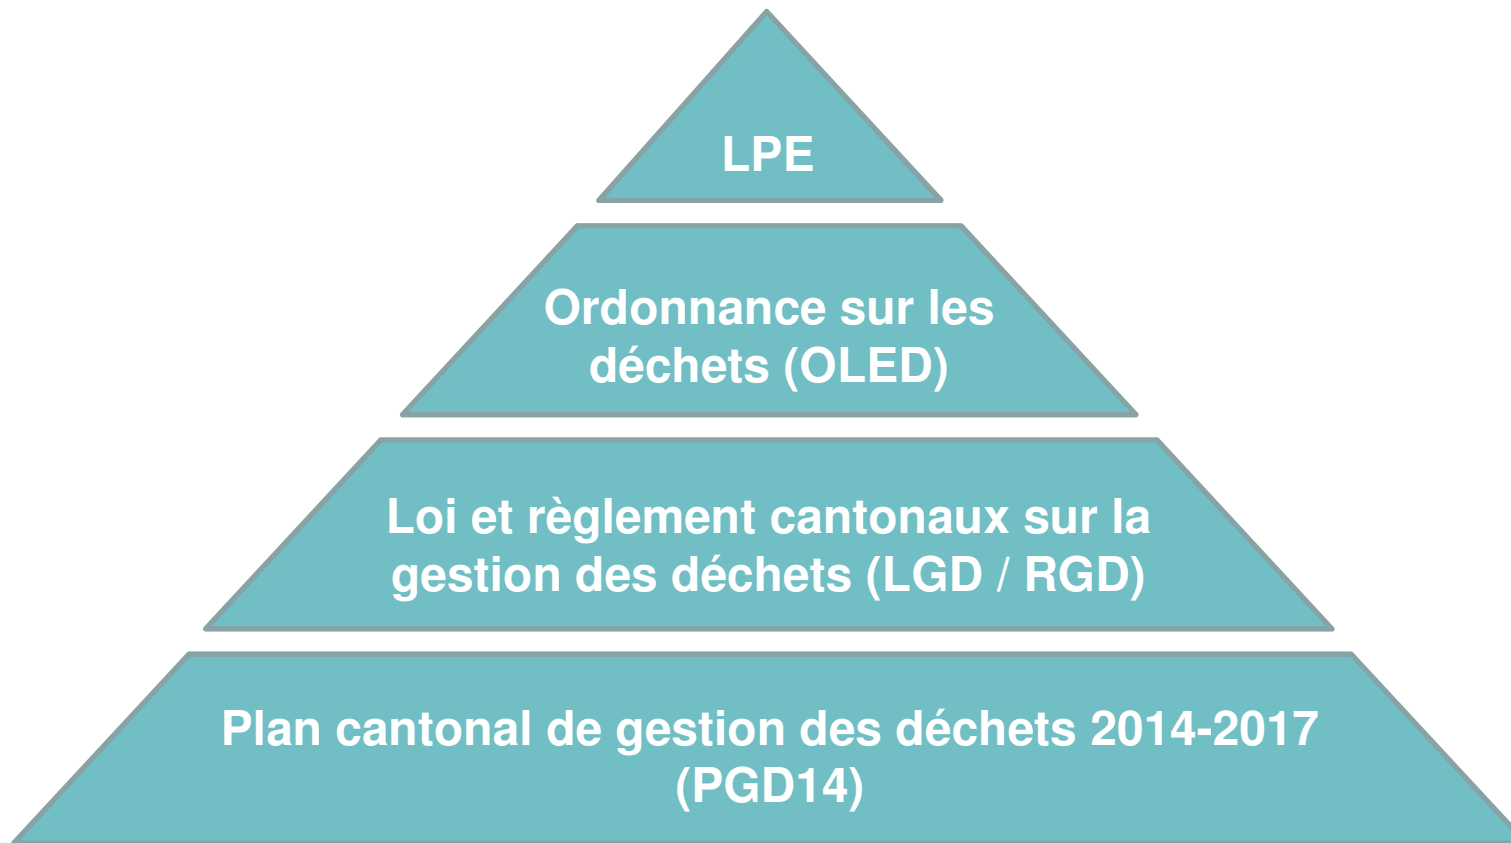 LPE
Ordonnance sur les
déchets (OLED)
Loi et règlement cantonaux sur la
gestion des déchets (LGD / RGD)
Plan cantonal de gestion des déchets 2014-2017
(PGD14)